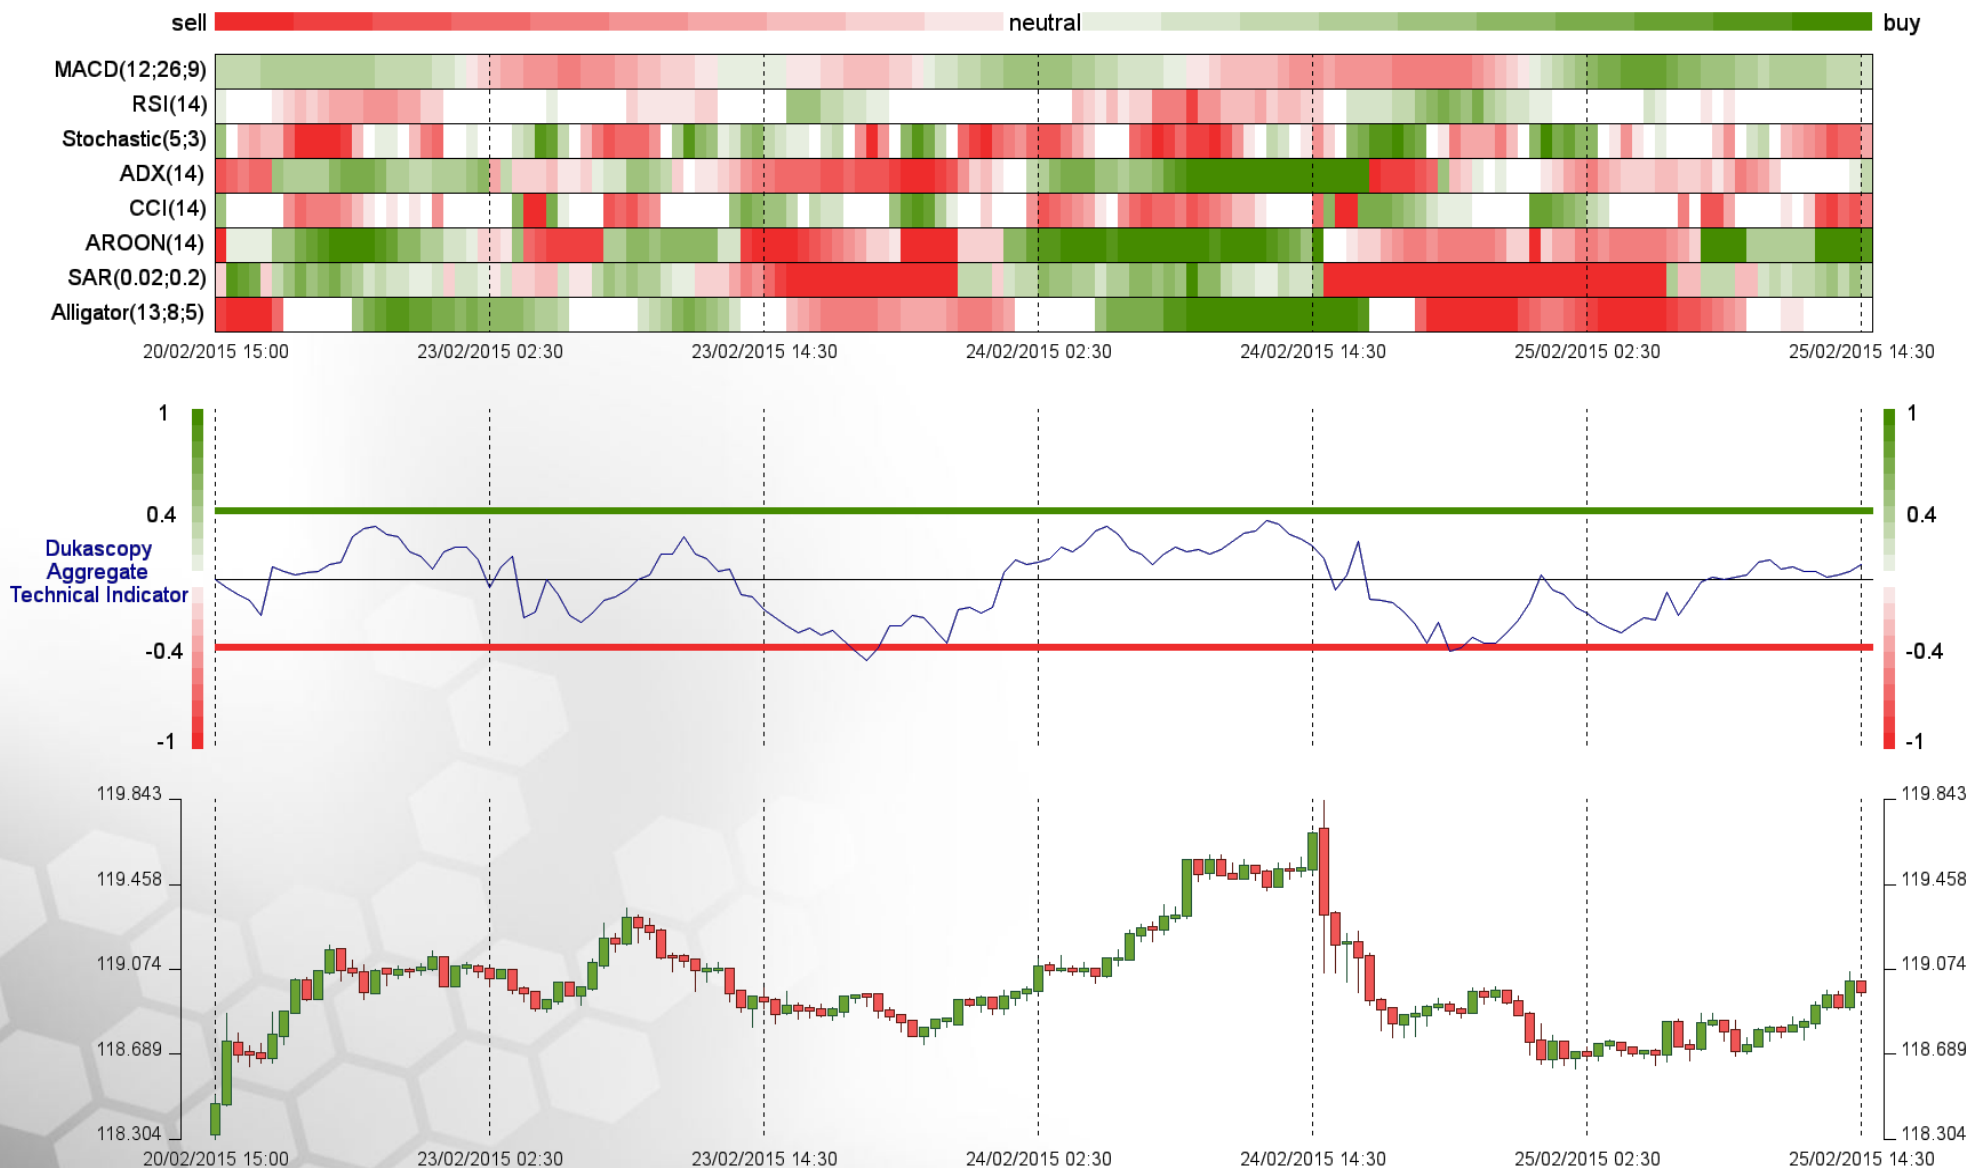 sell neutral buy
MACD(12;26;9)
RSI(14)
Stochastic(5;3)
ADX(14)
CCI(14)
AROON(14)
SAR(0.02;0.2)
Alligator(13;8;5)
20/02/2015 15:00 23/02/2015 02:30 23/02/2015 14:30 24/02/2015 02:30 24/02/2015 14:30 25/02/2015 02:30 25/02/2015 14:30
1 1
0.4 0.4
Dukascopy
Aggregate
Technical Indicator
-0.4 -0.4
-1 -1
119.843 119.843
119.458 119.458
119.074 119.074
118.689 118.689
118.304 118.304
20/02/2015 15:00 23/02/2015 02:30 23/02/2015 14:30 24/02/2015 02:30 24/02/2015 14:30 25/02/2015 02:30 25/02/2015 14:30